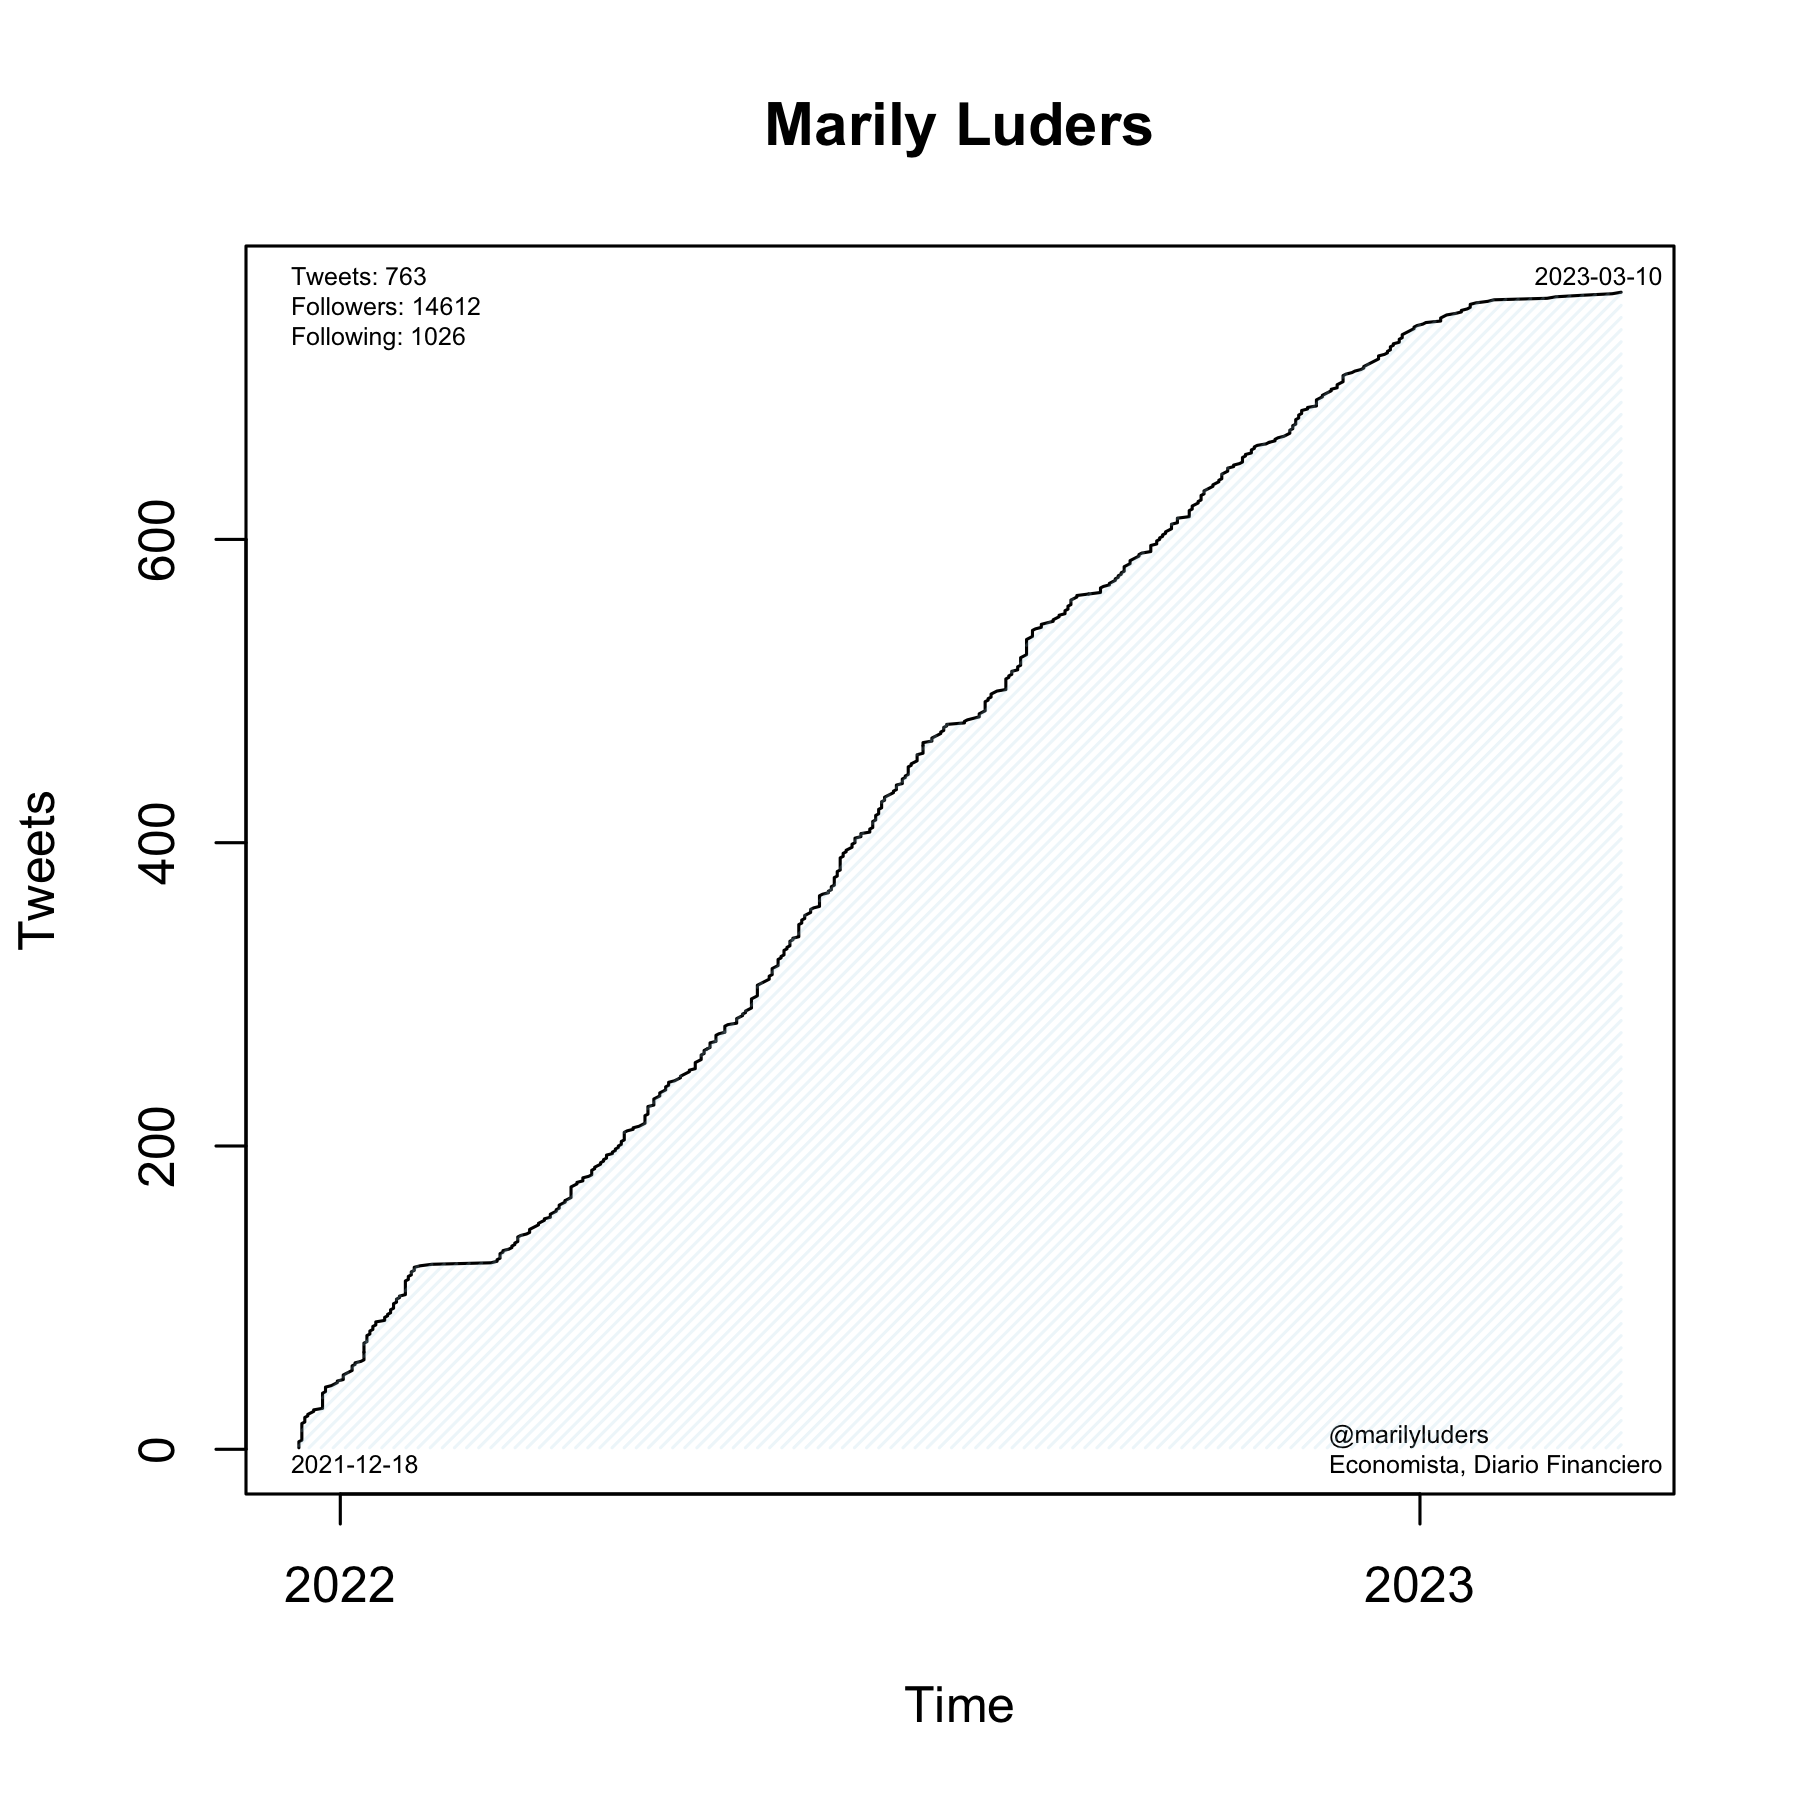 Marily Luders
Tweets: 763
Followers: 14612
Following: 1026
2023-03-10
Tweets
600
400
200
0
@marilyluders
Economista, Diario Financiero
2021-12-18
2022
2023
Time